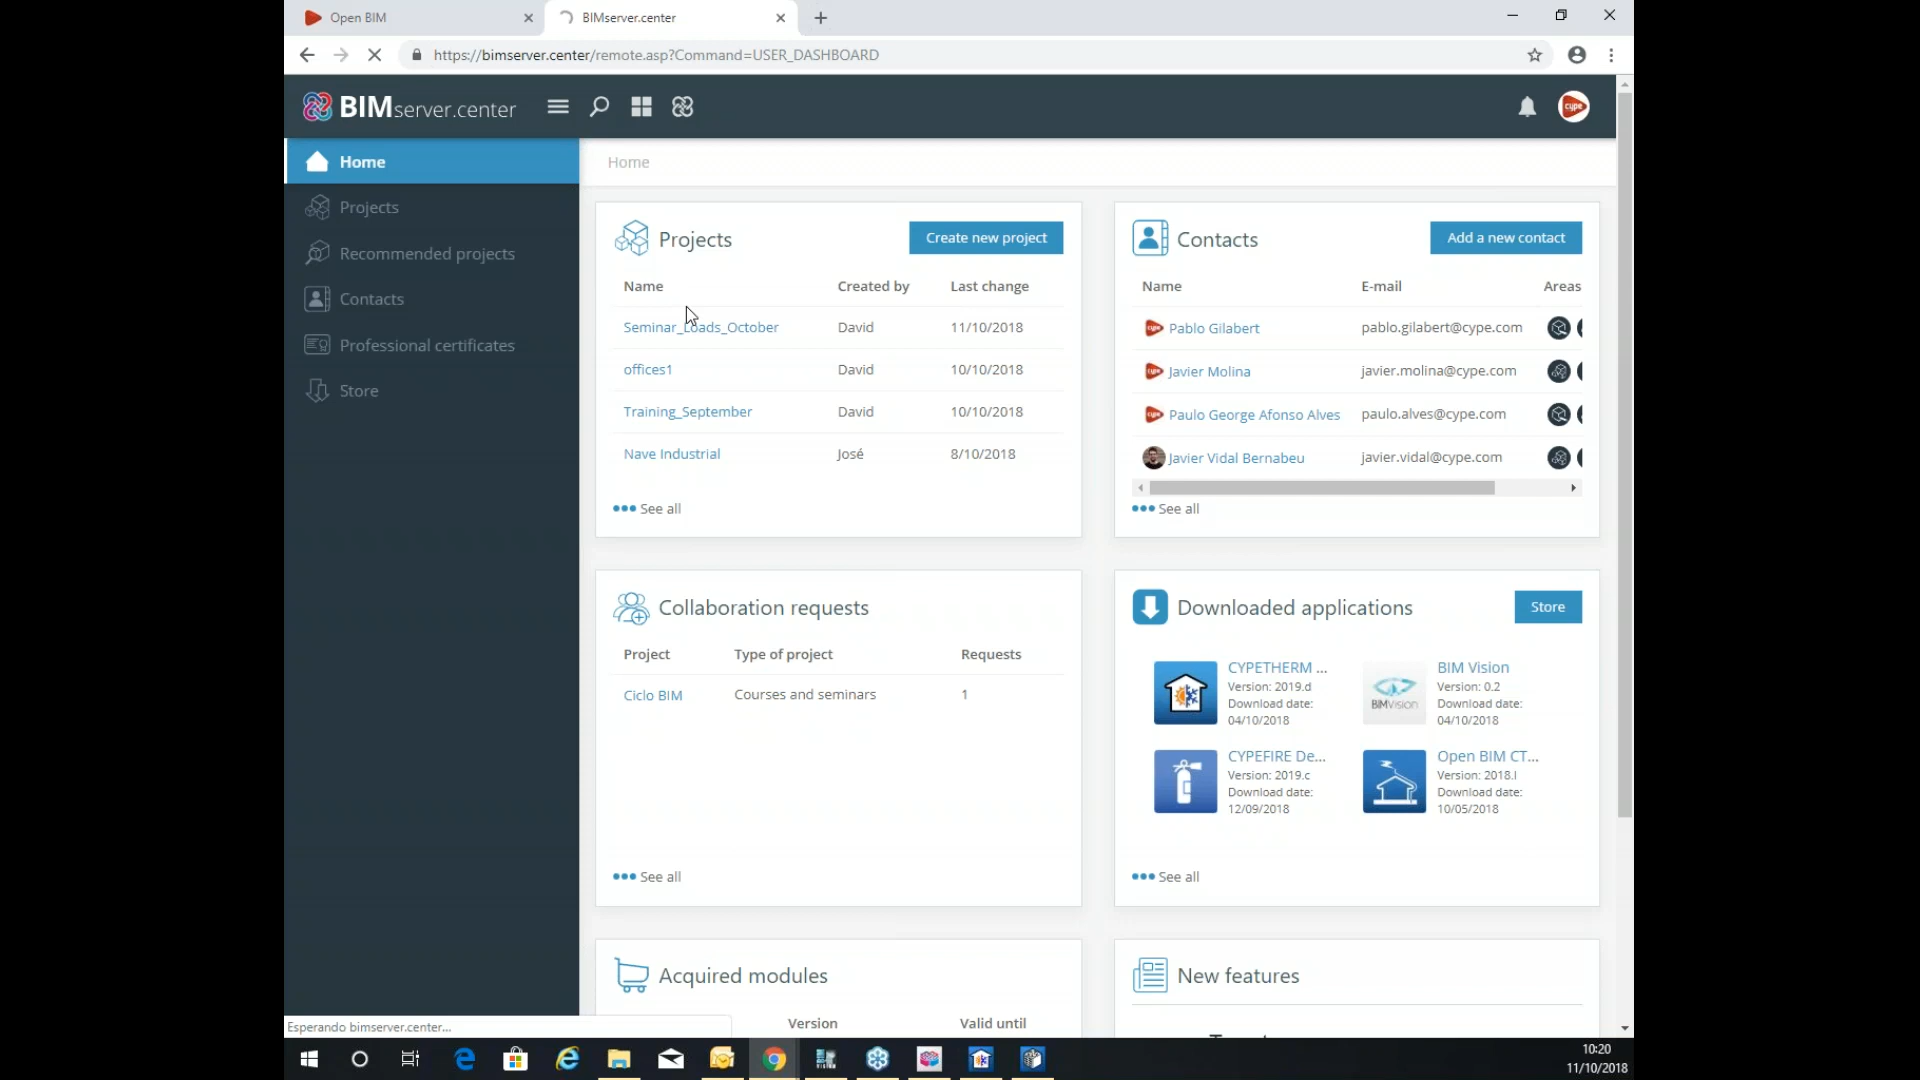 Open BIM
BIMserver.center
https://bimserver.center/remote.asp?Command=USER_DASHBOARD
BIMserver.center
cype
Home
Projects
Recommended projects
Contacts
Professional certificates
Store
Home
Projects
Create new project
Name Created by Last change
Seminar_Loads_October David 11/10/2018
offices1 David 10/10/2018
Training_September David 10/10/2018
Nave Industrial José 8/10/2018
See all
Contacts
Add a new contact
Name E-mail Areas
Pablo Gilabert pablo.gilabert@cype.com
Javier Molina javier.molina@cype.com
Paulo George Afonso Alves paulo.alves@cype.com
Javier Vidal Bernabeu javier.vidal@cype.com
See all
Collaboration requests
Project Type of project Requests
Ciclo BIM Courses and seminars 1
See all
Downloaded applications
Store
CYPETHERM ...
Version: 2019.d
Download date:
04/10/2018
BIMVISION
BIM Vision
Version: 0.2
Download date:
04/10/2018
CYPEFIRE De...
Version: 2019.c
Download date:
12/09/2018
Open BIM CT...
Version: 2018.l
Download date:
10/05/2018
See all
Acquired modules
Version Valid until
New features
Esperando bimserver.center...
10:20
11/10/2018